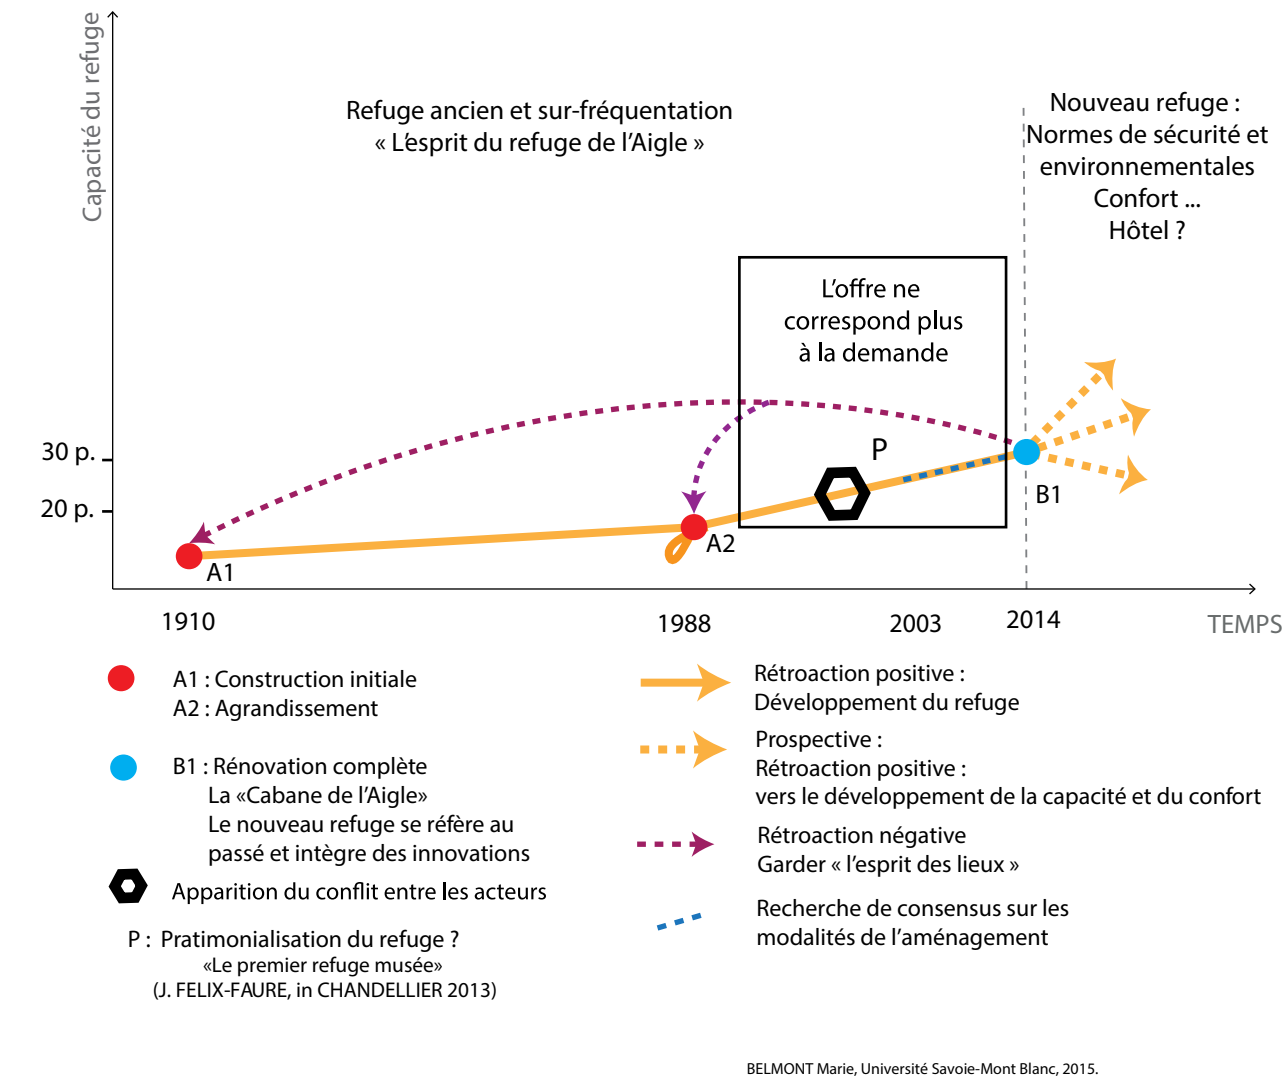 Capacité du refuge
Refuge ancien et sur-fréquentation
« L'esprit du refuge de l'Aigle »
Nouveau refuge :
Normes de sécurité et
environnementales
Confort ...
Hôtel ?
L'offre ne
correspond plus
à la demande
P
30 p.
20 p.
A1
A2
B1
1910
1988
2003
2014
TEMPS
A1 : Construction initiale
A2 : Agrandissement
B1 : Rénovation complète
La «Cabane de l'Aigle»
Le nouveau refuge se réfère au
passé et intègre des innovations
Apparition du conflit entre les acteurs
P : Pratimonialisation du refuge ?
«Le premier refuge musée»
(J. FELIX-FAURE, in CHANDELLIER 2013)
Rétroaction positive :
Développement du refuge
Prospective :
Rétroaction positive :
vers le développement de la capacité et du confort
Rétroaction négative
Garder « l'esprit des lieux »
Recherche de consensus sur les
modalités de l'aménagement
BELMONT Marie, Université Savoie-Mont Blanc, 2015.